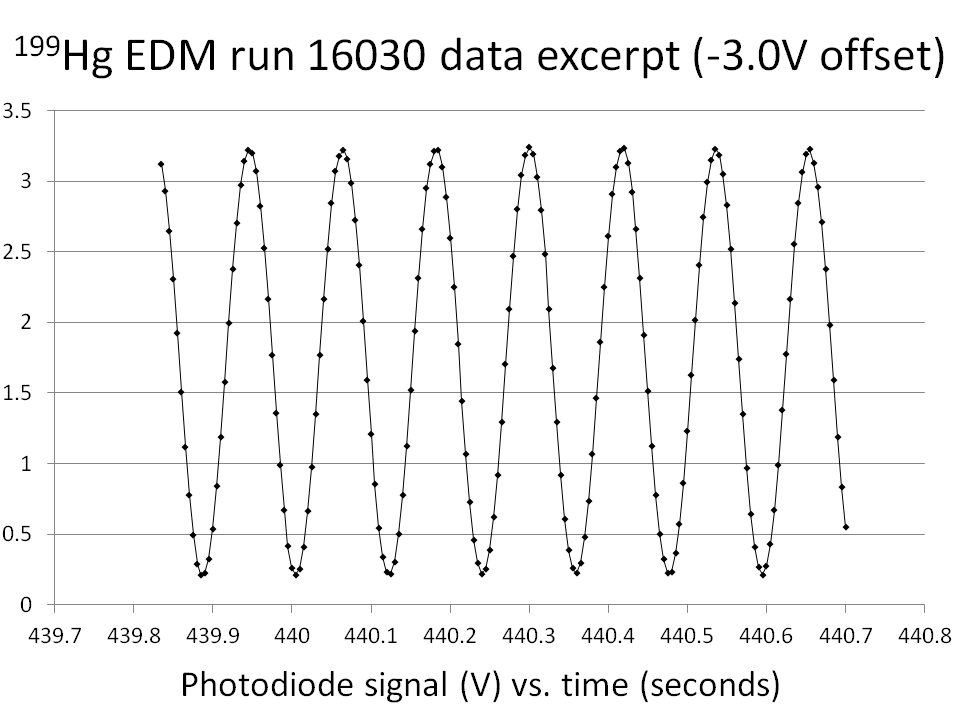 ¹⁹⁹Hg EDM run 16030 data excerpt (-3.0V offset)
3.5
3
2.5
2
1.5
1
0.5
0
439.7 439.8 439.9 440 440.1 440.2 440.3 440.4 440.5 440.6 440.7 440.8
Photodiode signal (V) vs. time (seconds)